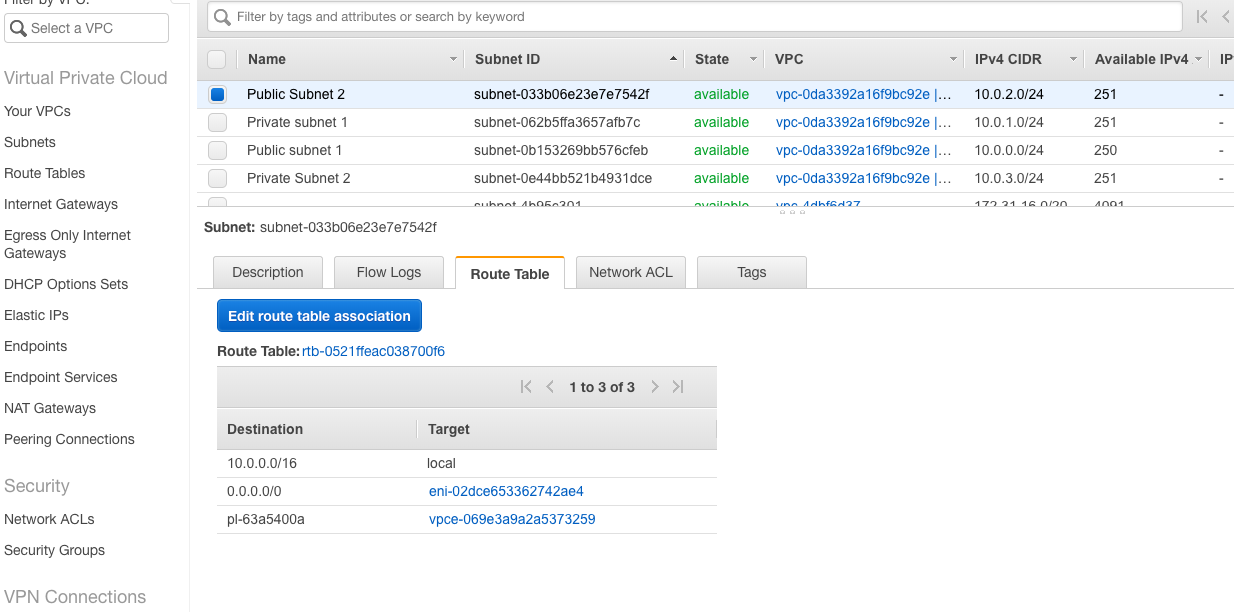 Filter by VPC:
Select a VPC
Virtual Private Cloud
Your VPCs
Subnets
Route Tables
Internet Gateways
Egress Only Internet
Gateways
DHCP Options Sets
Elastic IPs
Endpoints
Endpoint Services
NAT Gateways
Peering Connections
Security
Network ACLs
Security Groups
VPN Connections
Filter by tags and attributes or search by keyword
Name Subnet ID State VPC IPv4 CIDR Available IPv4 IP
Public Subnet 2 subnet-033b06e23e7e7542f available vpc-0da3392a16f9bc92e |... 10.0.2.0/24 251 -
Private subnet 1 subnet-062b5ffa3657afb7c available vpc-0da3392a16f9bc92e |... 10.0.1.0/24 251 -
Public subnet 1 subnet-0b153269bb576cfeb available vpc-0da3392a16f9bc92e |... 10.0.0.0/24 250 -
Private Subnet 2 subnet-0e44bb521b4931dce available vpc-0da3392a16f9bc92e |... 10.0.3.0/24 251 -
subnet-4b95c301 available vpc-4dbf6d37 172.31.16.0/20 4091
Subnet: subnet-033b06e23e7e7542f
Description Flow Logs Route Table Network ACL Tags
Edit route table association
Route Table: rtb-0521ffeac038700f6
1 to 3 of 3
Destination Target
10.0.0.0/16 local
0.0.0.0/0 eni-02dce653362742ae4
pl-63a5400a vpce-069e3a9a2a5373259